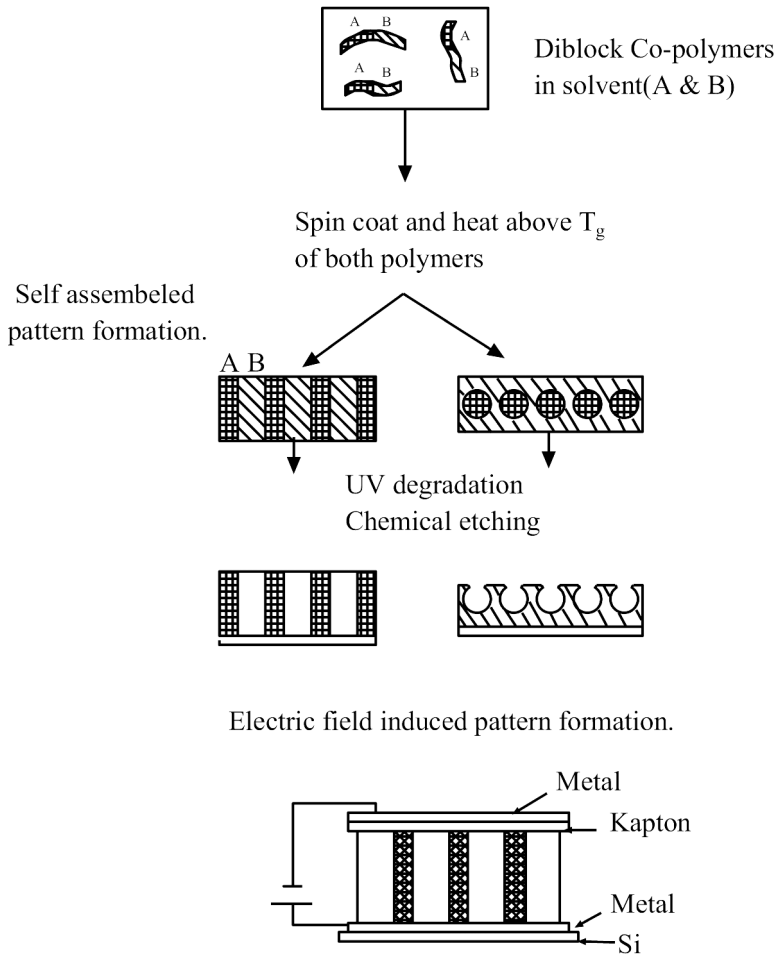 A B
A
B
A B
Diblock Co-polymers
in solvent(A & B)
Spin coat and heat above Tg
of both polymers
Self assembeled
pattern formation.
A B
UV degradation
Chemical etching
Electric field induced pattern formation.
Metal
Kapton
Metal
Si